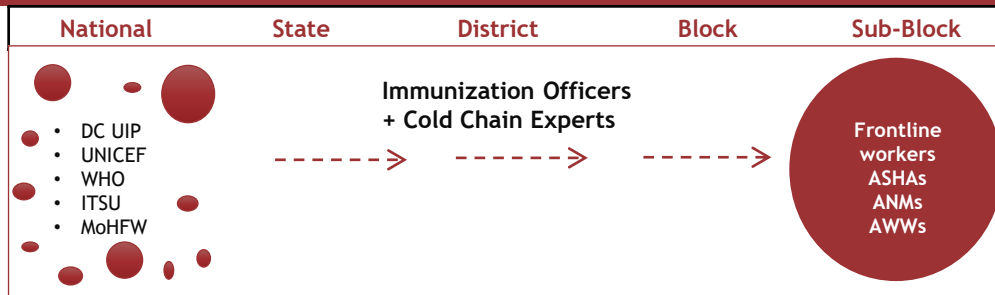 National State District Block Sub-Block
Immunization Officers
+ Cold Chain Experts
• DC UIP
• UNICEF
• WHO
• ITSU
• MoHFW
Frontline
workers
ASHAs
ANMs
AWWs